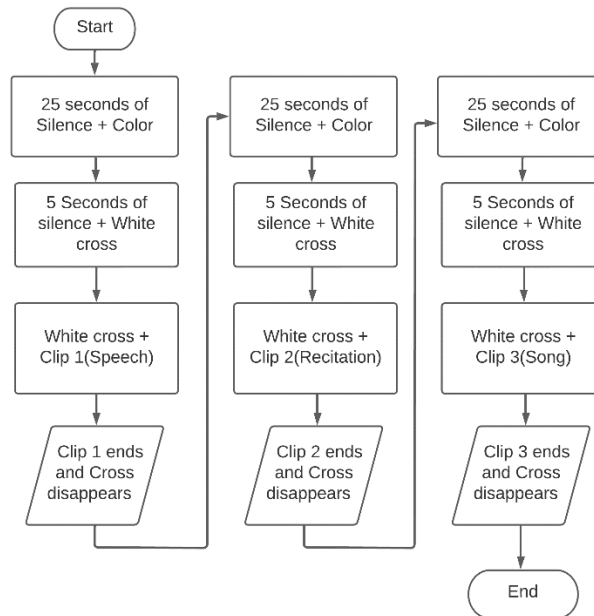 Start
25 seconds of
Silence + Color
5 Seconds of
silence + White
cross
White cross +
Clip 1(Speech)
Clip 1 ends
and Cross
disappears
25 seconds of
Silence + Color
5 Seconds of
silence + White
cross
White cross +
Clip 2(Recitation)
Clip 2 ends
and Cross
disappears
25 seconds of
Silence + Color
5 Seconds of
silence + White
cross
White cross +
Clip 3(Song)
Clip 3 ends
and Cross
disappears
End